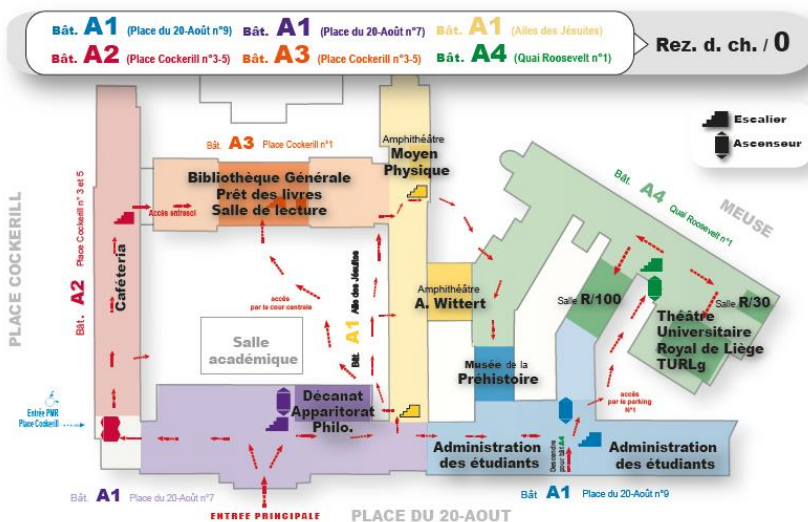 Bât. A1 (Place du 20-Août n°9)
Bât. A1 (Place du 20-Août n°7)
Bât. A1 (Ailes des Jésuites)
Bât. A2 (Place Cockerill n°3-5)
Bât. A3 (Place Cockerill n°3-5)
Bât. A4 (Quai Roosevelt n°1)
Rez. d. ch. / 0
Escalier
Ascenseur
Bât. A3 Place Cockerill n°1
Amphithéâtre
Moyen
Physique
Bibliothèque Générale
Prêt des livres
Salle de lecture
Accès entresol
Bât. A4 Quai Roosevelt n°1
MEUSE
PLACE COCKERILL
Bât. A2 Place Cockerill n° 3 et 5
Caféteria
accès
par la cour centrale
Bât. A1 Aile des Jésuites
Amphithéâtre
A. Wittert
Salle R/100
Salle R/30
Théâtre
Universitaire
Royal de Liège
TURLg
Salle
académique
Musée de la
Préhistoire
accès
par le parking
N°1
Entrée PMR
Place Cockerill
Décanat
Apparitorat
Philo.
Administration
des étudiants
Descendre
pour bât A4
Administration
des étudiants
Bât. A1 Place du 20-Août n°7
Bât. A1 Place du 20-Août n°9
ENTREE PRINCIPALE
PLACE DU 20-AOUT